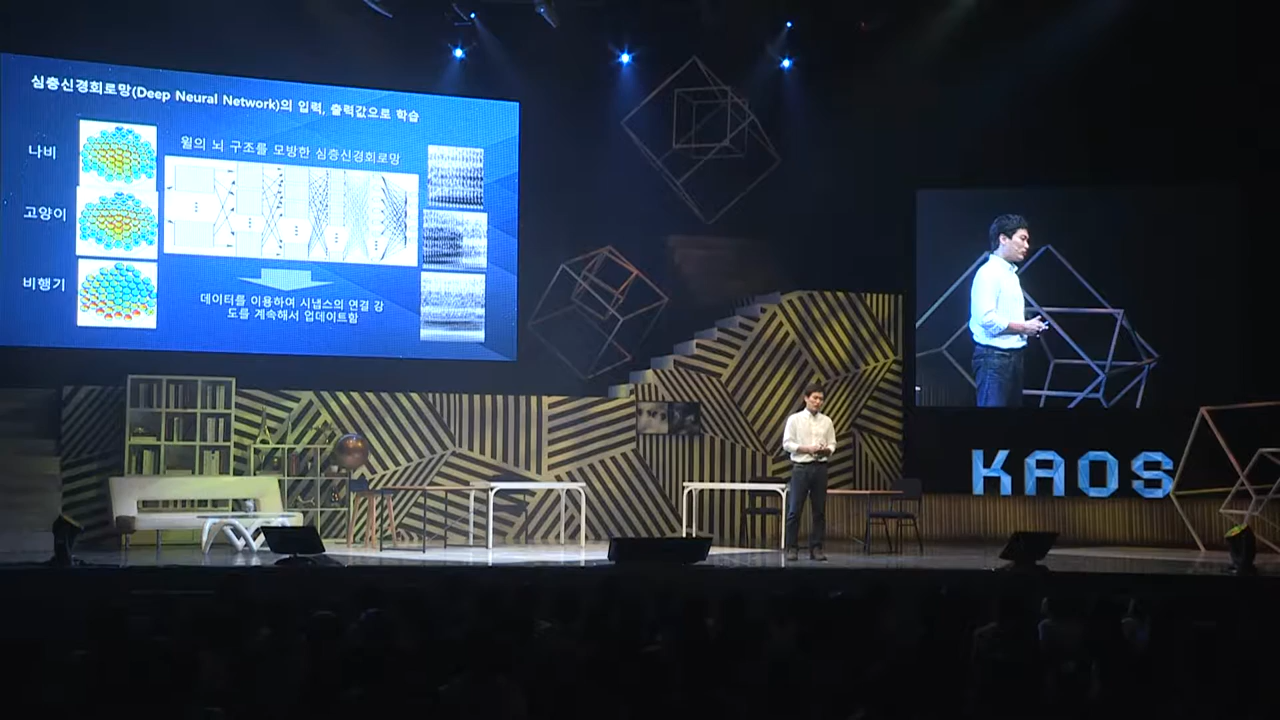 심층신경회로망(Deep Neural Network)의 입력, 출력값으로 학습
나비
윌의 뇌 구조를 모방한 심층신경회로망
고양이
비행기
데이터를 이용하여 시냅스의 연결 강
도를 계속해서 업데이트함
KAOS